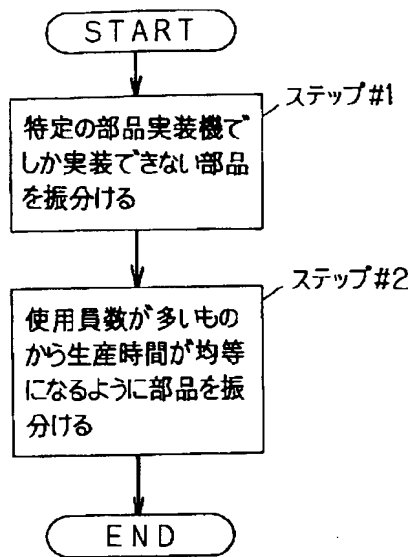 START
ステップ#1
特定の部品実装機で
しか実装できない部品
を振分ける
ステップ#2
使用員数が多いもの
から生産時間が均等
になるように部品を振
分ける
END